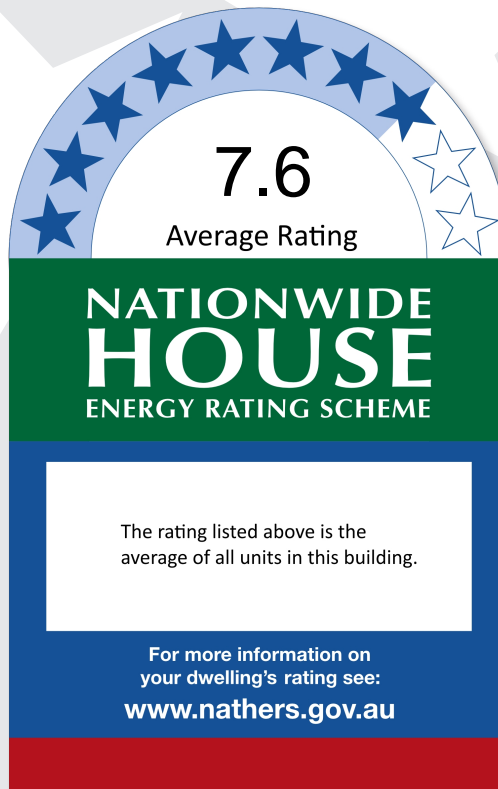 7.6
Average Rating
NATIONWIDE
HOUSE
ENERGY RATING SCHEME
The rating listed above is the
average of all units in this building.
For more information on
your dwelling's rating see:
www.nathers.gov.au